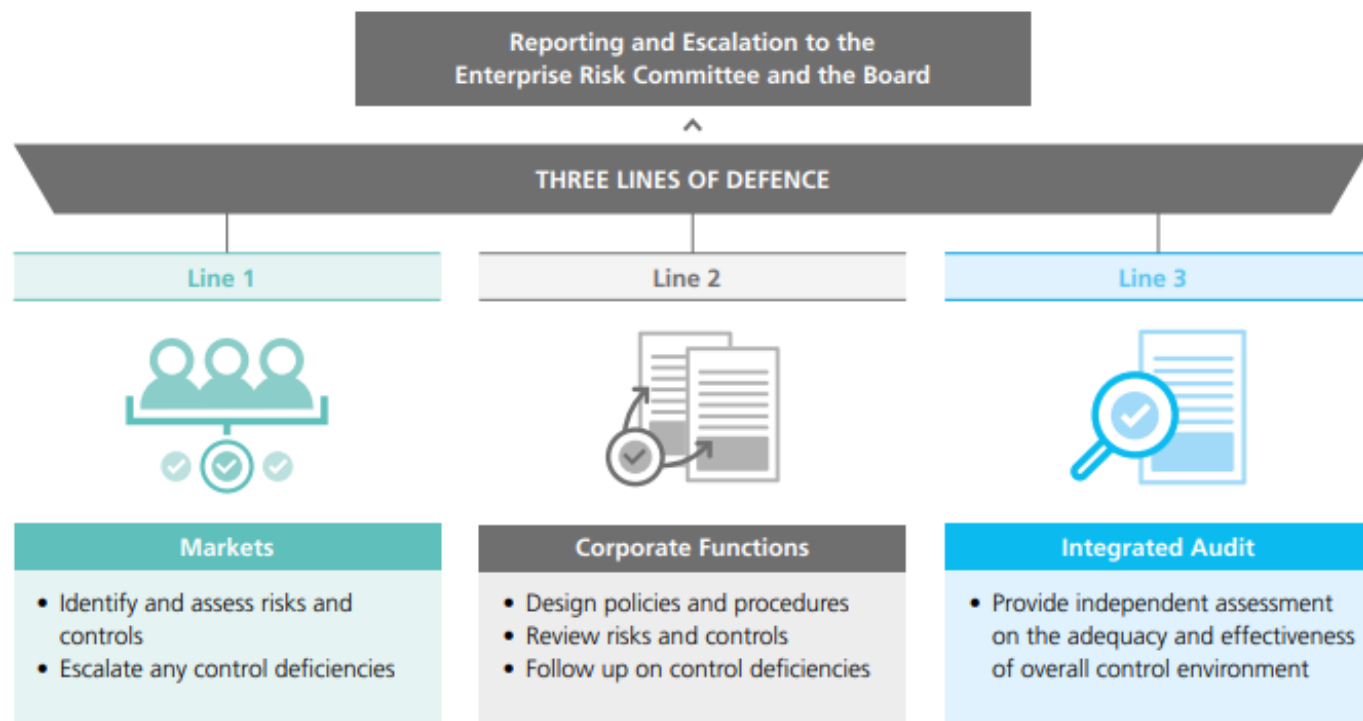 Reporting and Escalation to the
Enterprise Risk Committee and the Board
THREE LINES OF DEFENCE
Line 1
Line 2
Line 3
Markets
• Identify and assess risks and
controls
• Escalate any control deficiencies
Corporate Functions
• Design policies and procedures
• Review risks and controls
• Follow up on control deficiencies
Integrated Audit
• Provide independent assessment
on the adequacy and effectiveness
of overall control environment